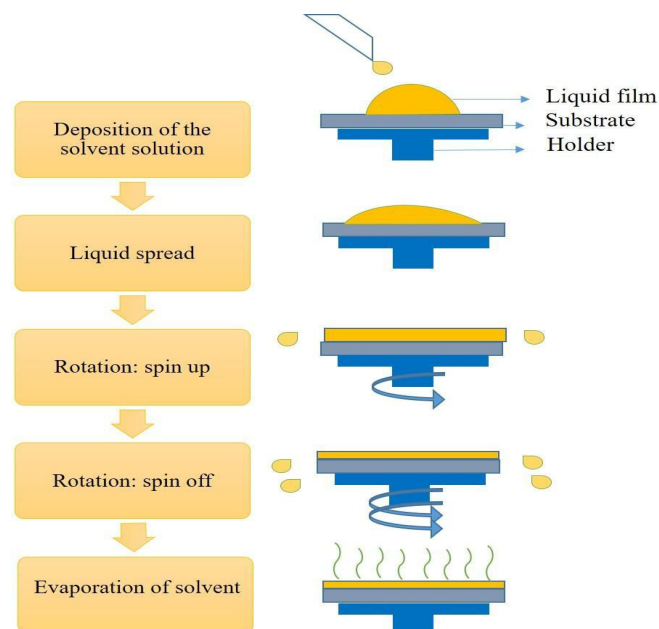 Liquid film
Substrate
Holder
Deposition of the
solvent solution
Liquid spread
Rotation: spin up
Rotation: spin off
Evaporation of solvent